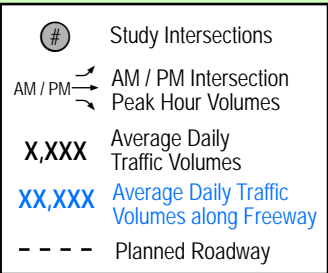 # Study Intersections
AM / PM AM / PM Intersection
Peak Hour Volumes
X,XXX Average Daily
Traffic Volumes
XX,XXX Average Daily Traffic
Volumes along Freeway
Planned Roadway